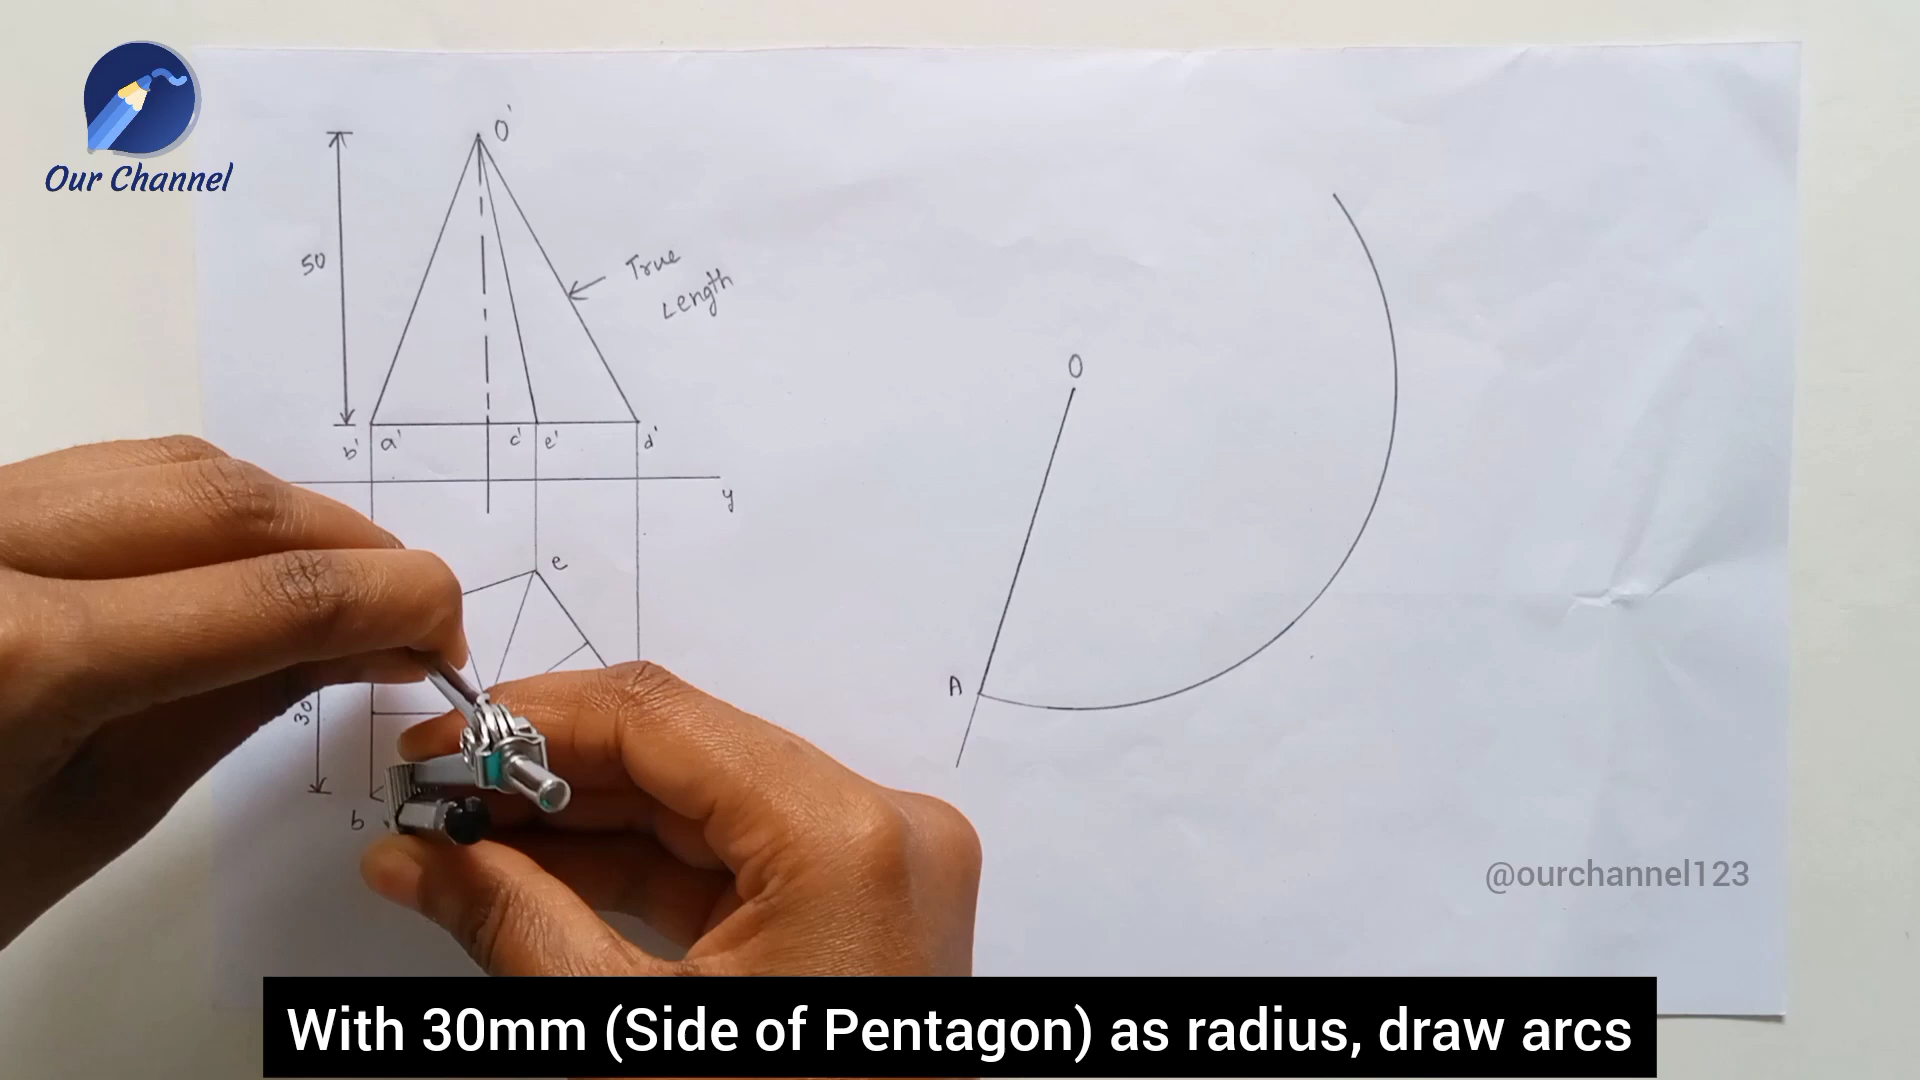 Our Channel
O'
50
True
Length
b' a' c' e' d'
y
e
30
b
O
A
@ourchannel123
With 30mm (Side of Pentagon) as radius, draw arcs